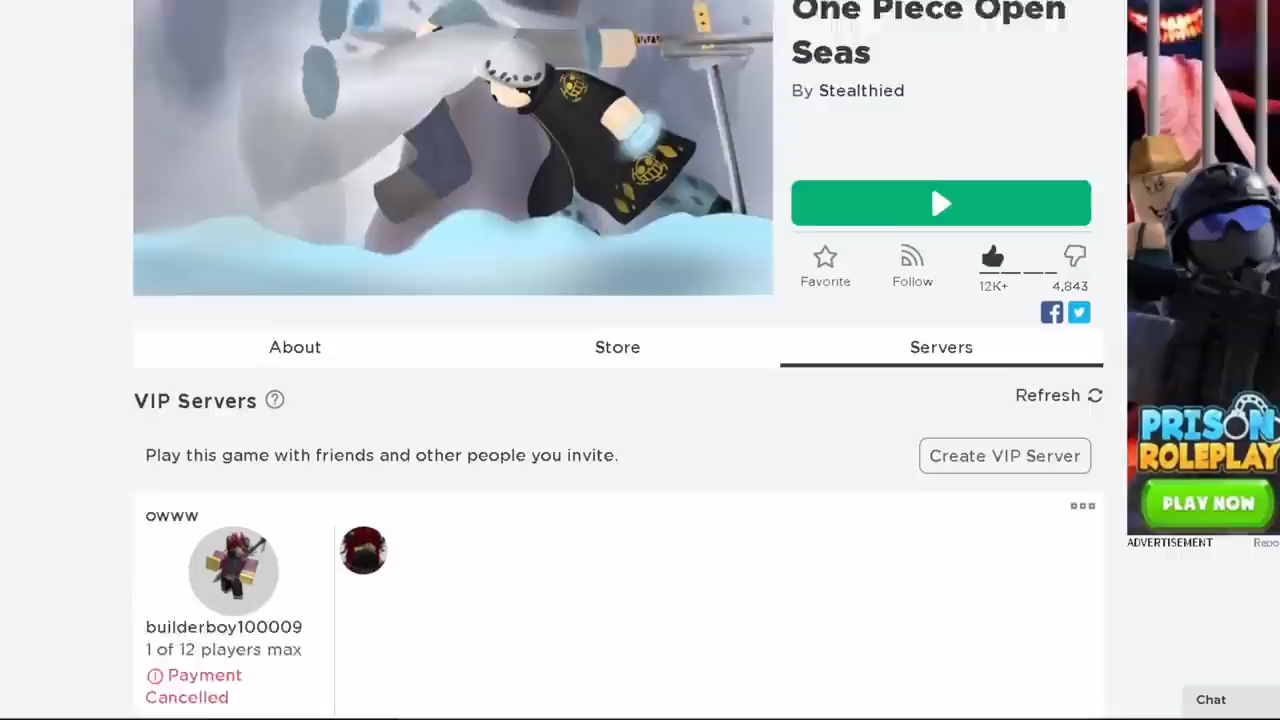 One Piece Open
Seas
By Stealthied
Favorite
Follow
12K+
4,843
About
Store
Servers
VIP Servers
Refresh
Play this game with friends and other people you invite.
Create VIP Server
owww
builderboy100009
1 of 12 players max
Payment
Cancelled
PRISON
ROLEPLAY
PLAY NOW
ADVERTISEMENT
Repo
Chat